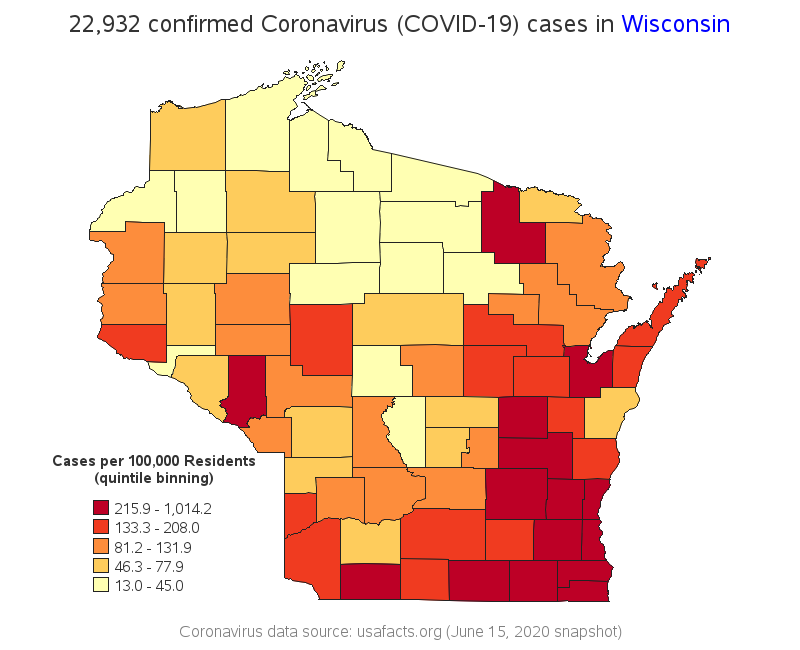 22,932 confirmed Coronavirus (COVID-19) cases in Wisconsin
Cases per 100,000 Residents
(quintile binning)
215.9 - 1,014.2
133.3 - 208.0
81.2 - 131.9
46.3 - 77.9
13.0 - 45.0
Coronavirus data source: usafacts.org (June 15, 2020 snapshot)